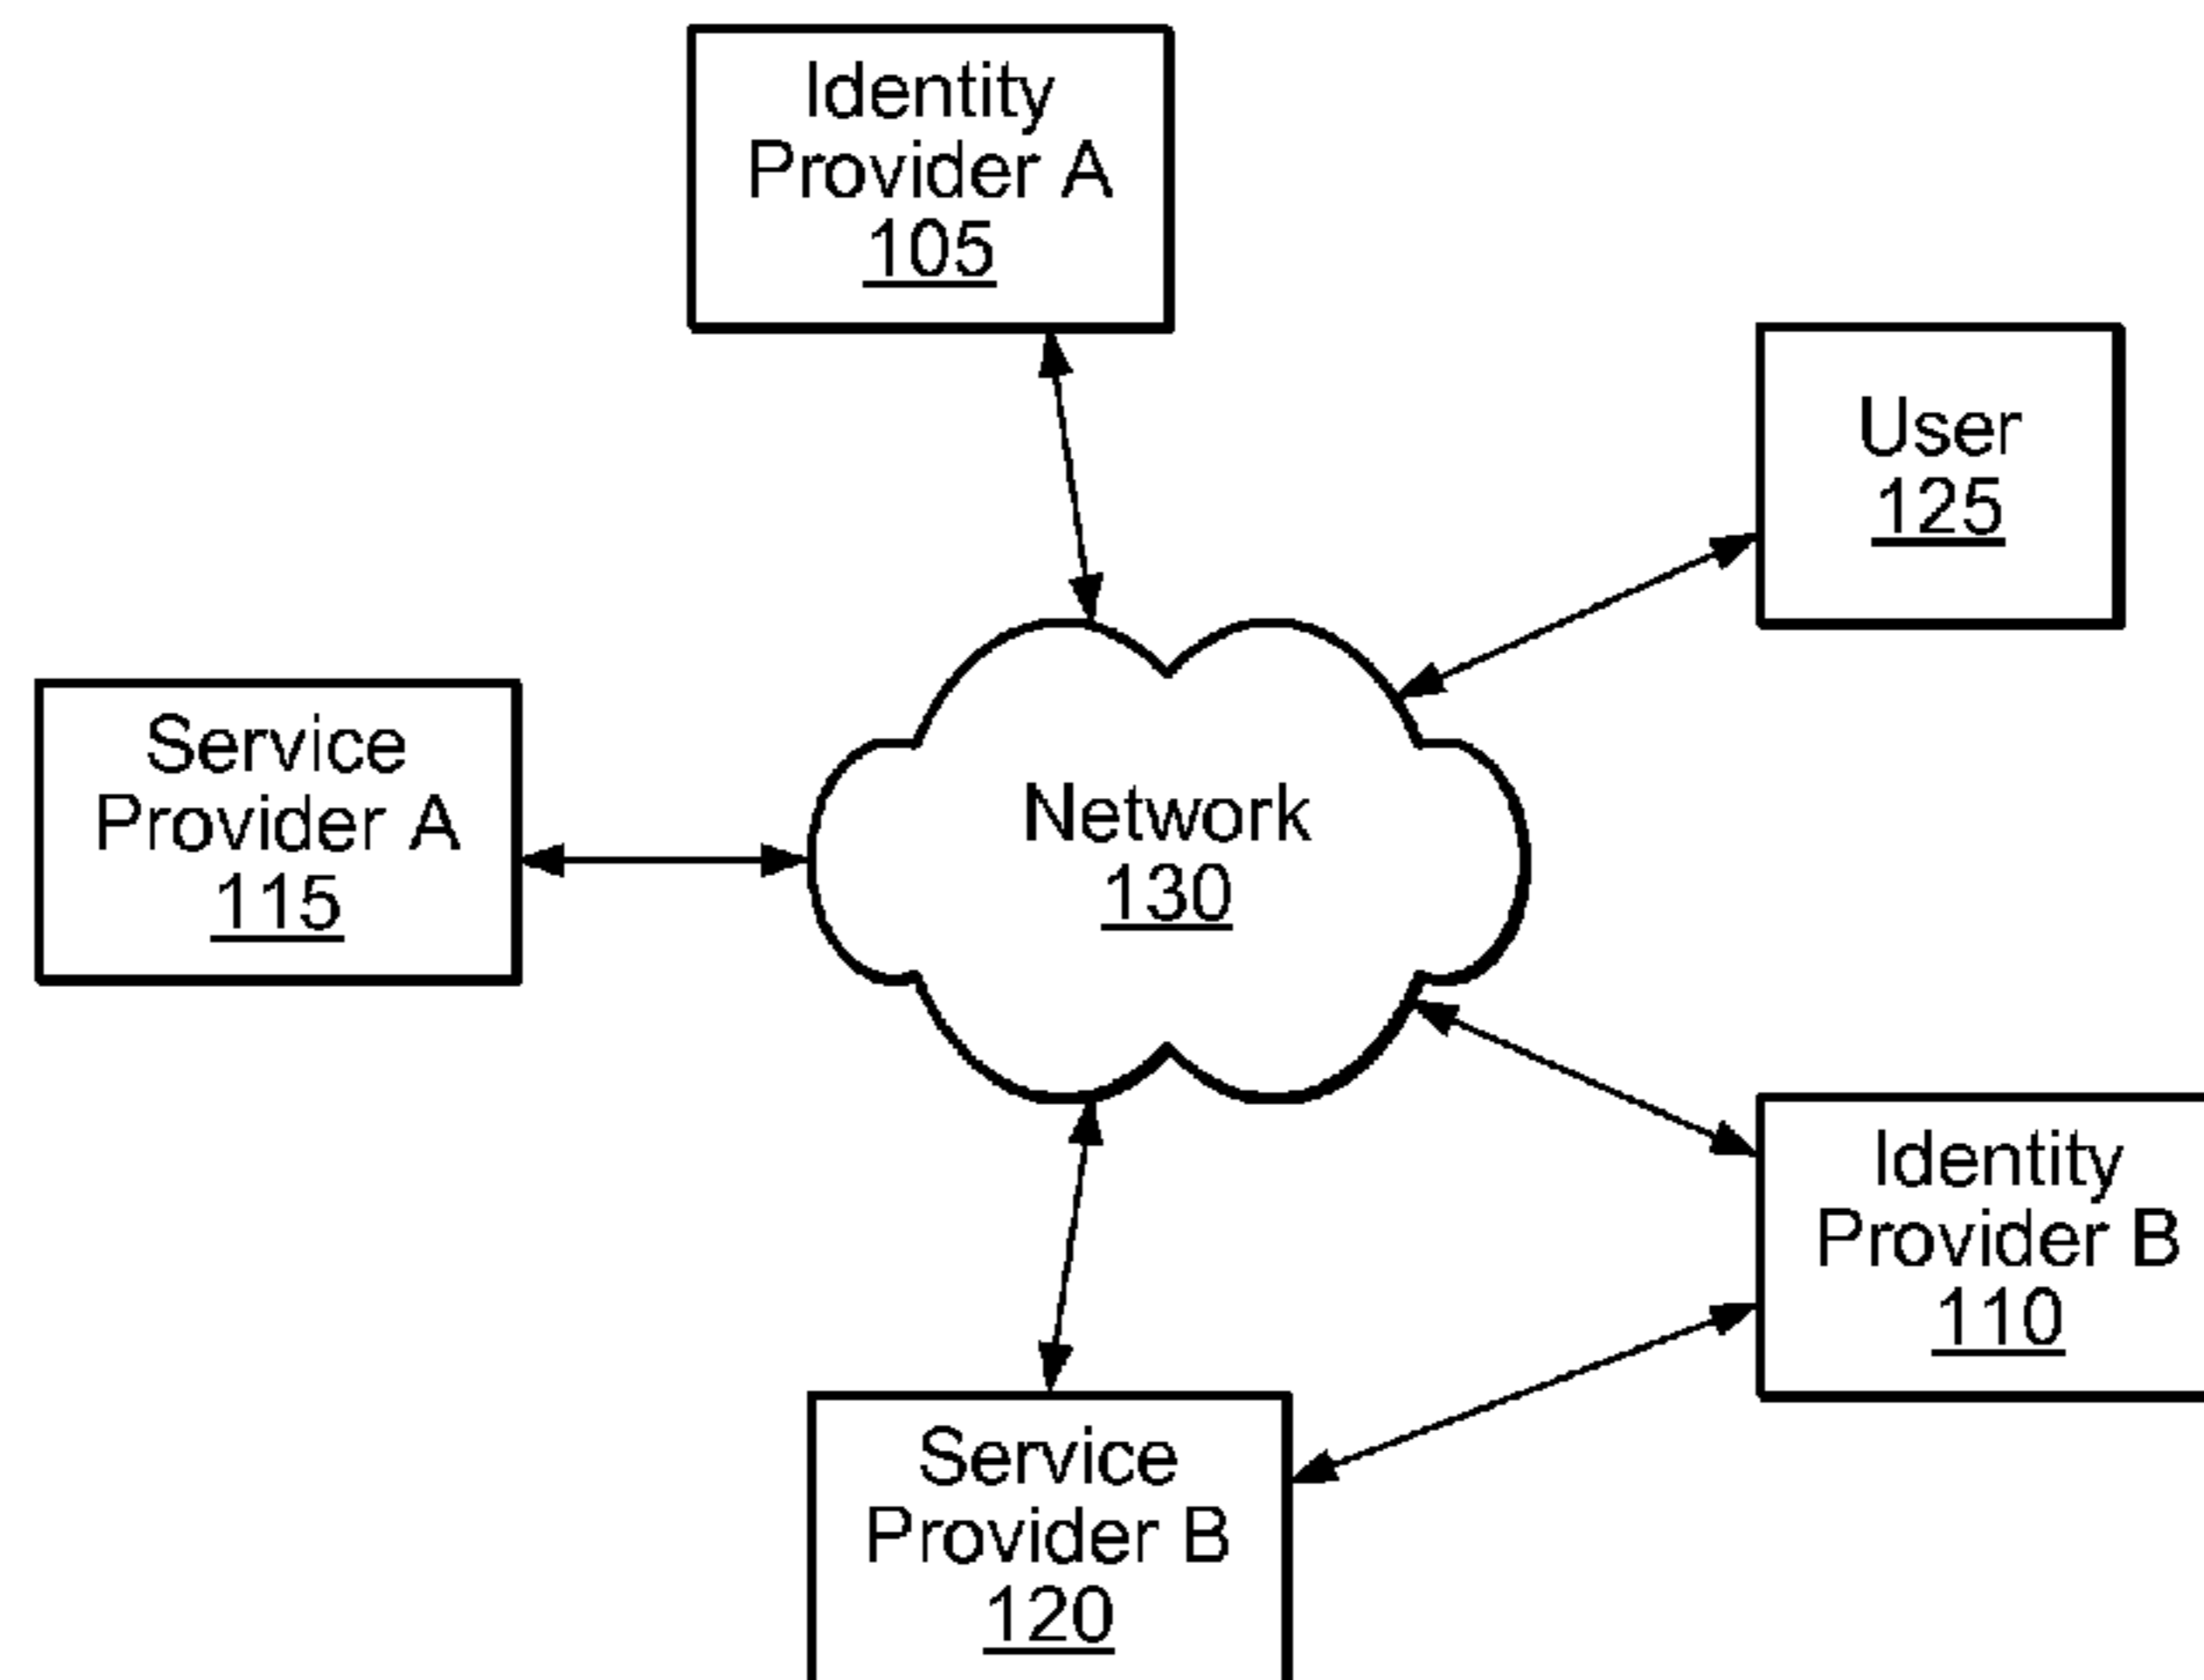 Identity
Provider A
105
User
125
Service
Provider A
115
Network
130
Identity
Provider B
110
Service
Provider B
120